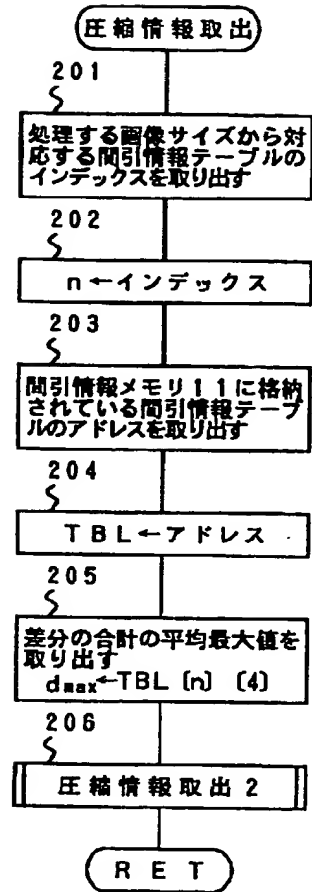 圧縮情報取出
201
処理する画像サイズから対
応する間引情報テーブルの
インデックスを取り出す
202
n←インデックス
203
間引情報メモリ11に格納
されている間引情報テーブ
ルのアドレスを取り出す
204
TBL←アドレス
205
差分の合計の平均最大値を
取り出す
dmax←TBL〔n〕〔4〕
206
圧縮情報取出2
RET